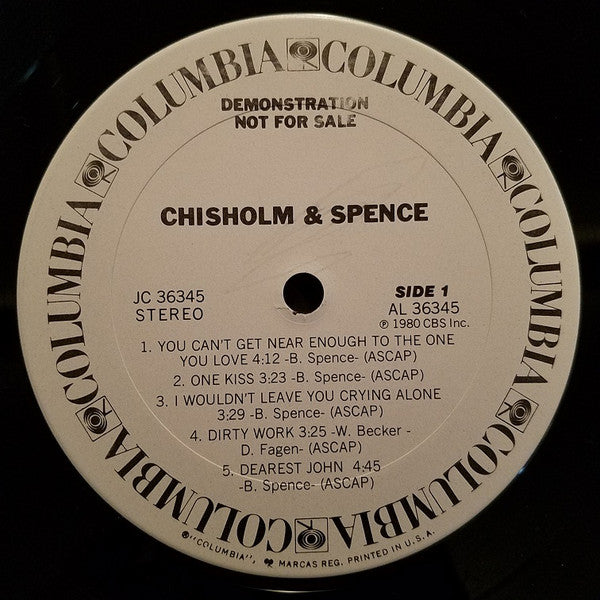 COLUMBIA COLUMBIA COLUMBIA COLUMBIA COLUMBIA COLUMBIA COLUMBIA COLUMBIA
DEMONSTRATION
NOT FOR SALE
CHISHOLM & SPENCE
JC 36345
STEREO
SIDE 1
AL 36345
℗ 1980 CBS Inc.
1. YOU CAN'T GET NEAR ENOUGH TO THE ONE
YOU LOVE 4:12 -B. Spence- (ASCAP)
2. ONE KISS 3:23 -B. Spence- (ASCAP)
3. I WOULDN'T LEAVE YOU CRYING ALONE
3:29 -B. Spence- (ASCAP)
4. DIRTY WORK 3:25 -W. Becker -
D. Fagen- (ASCAP)
5. DEAREST JOHN 4:45
-B. Spence- (ASCAP)
®"COLUMBIA", MARCAS REG. PRINTED IN U.S.A.